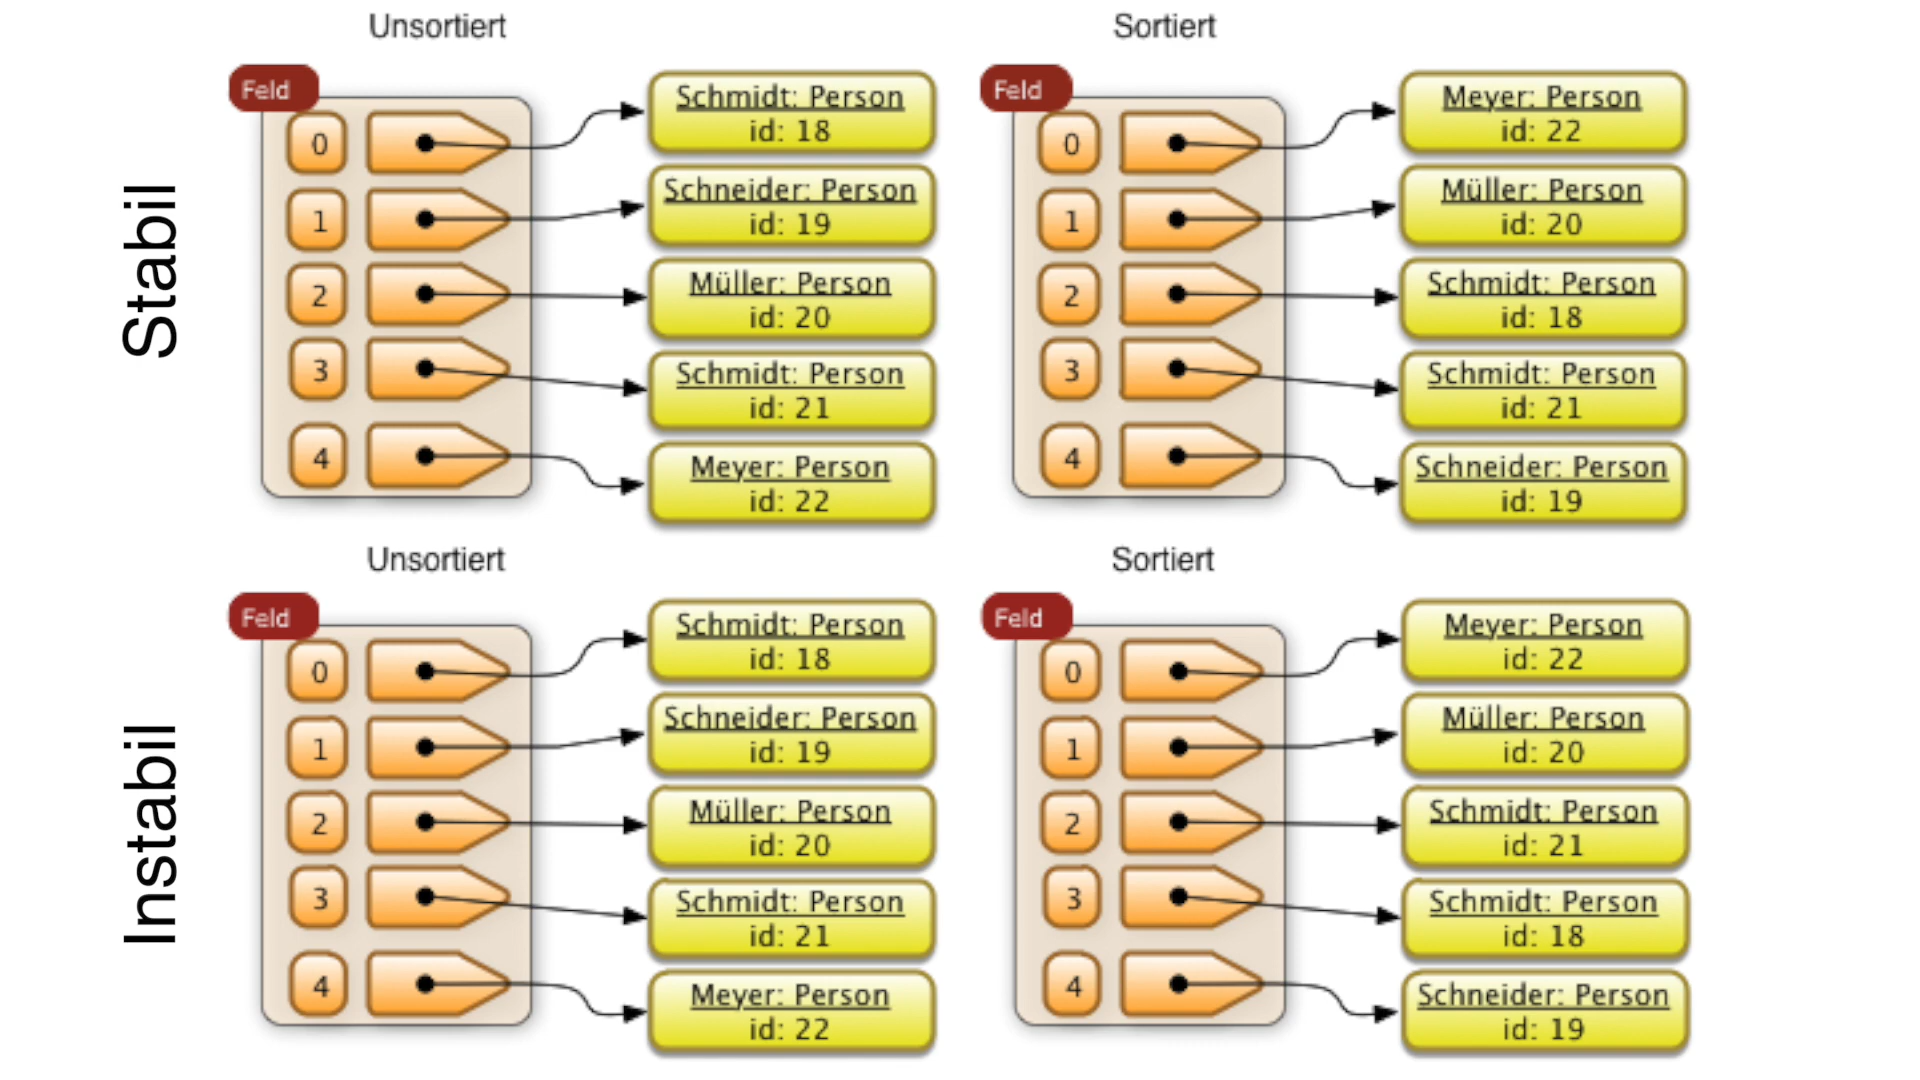 Unsortiert
Sortiert
Stabil
Feld
0
Schmidt: Person
id: 18
1
Schneider: Person
id: 19
2
Müller: Person
id: 20
3
Schmidt: Person
id: 21
4
Meyer: Person
id: 22
Feld
0
Meyer: Person
id: 22
1
Müller: Person
id: 20
2
Schmidt: Person
id: 18
3
Schmidt: Person
id: 21
4
Schneider: Person
id: 19
Unsortiert
Sortiert
Instabil
Feld
0
Schmidt: Person
id: 18
1
Schneider: Person
id: 19
2
Müller: Person
id: 20
3
Schmidt: Person
id: 21
4
Meyer: Person
id: 22
Feld
0
Meyer: Person
id: 22
1
Müller: Person
id: 20
2
Schmidt: Person
id: 21
3
Schmidt: Person
id: 18
4
Schneider: Person
id: 19